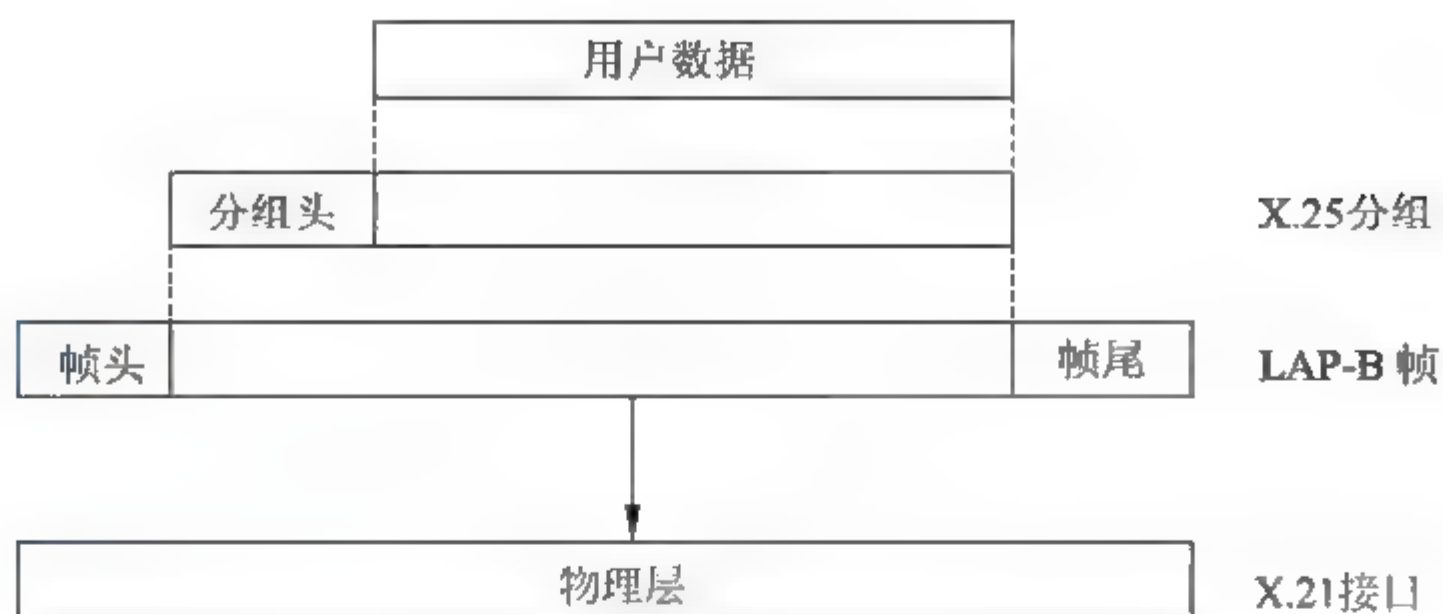 用户数据
分组头
X.25分组
帧头
帧尾
LAP-B 帧
物理层
X.21接口